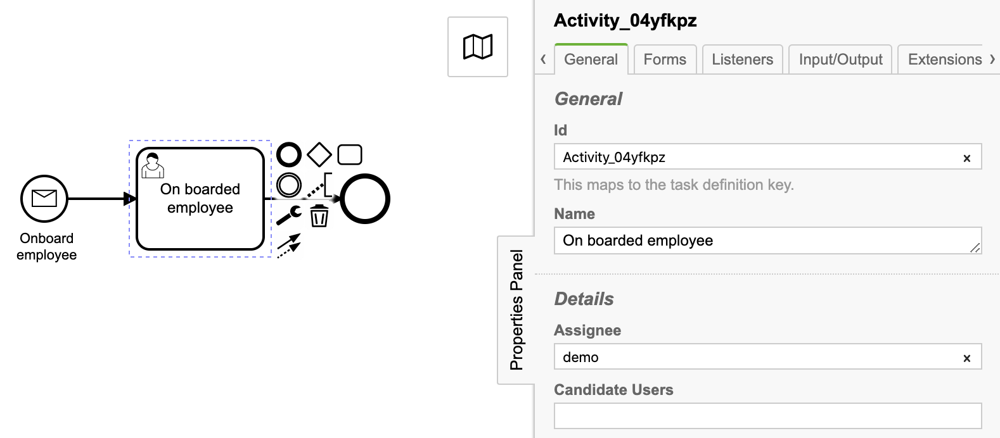 Onboard
employee
On boarded
employee
Properties Panel
Activity_04yfkpz
General
Forms
Listeners
Input/Output
Extensions
General
Id
Activity_04yfkpz
This maps to the task definition key.
Name
On boarded employee
Details
Assignee
demo
Candidate Users